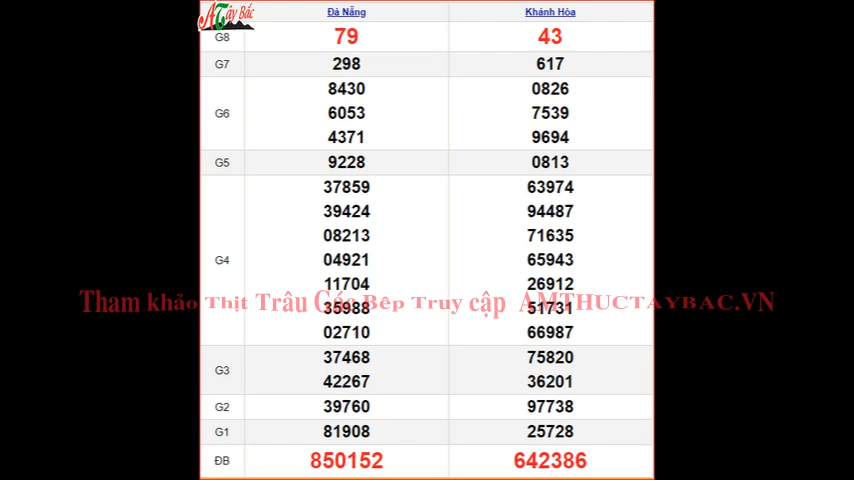 ATây Bắc
Đà Nẵng Khánh Hòa
G8 79 43
G7 298 617
8430 0826
G6 6053 7539
4371 9694
G5 9228 0813
37859 63974
39424 94487
08213 71635
G4 04921 65943
11704 26912
Tham khảo Thịt Trâu Gác Bếp Truy cập AMTHUCTAYBAC.VN
35988 51731
02710 66987
G3 37468 75820
42267 36201
G2 39760 97738
G1 81908 25728
ĐB 850152 642386